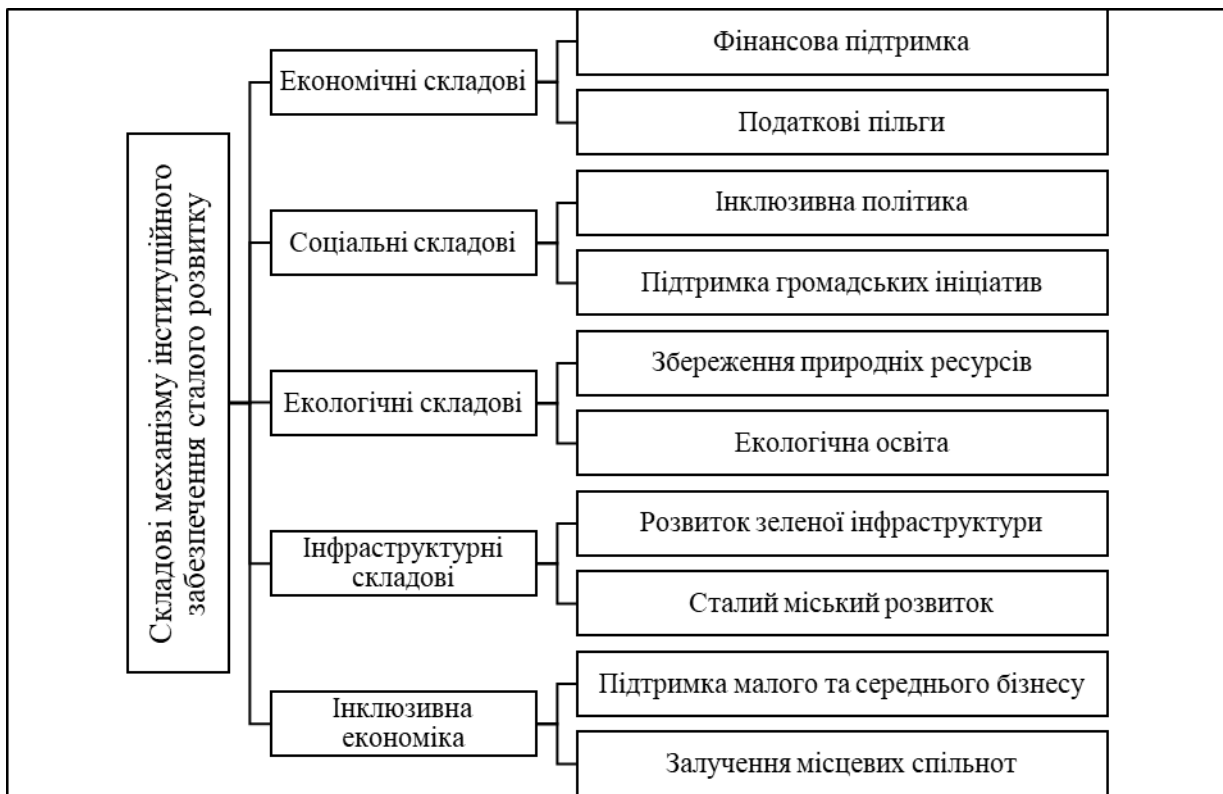 Складові механізму інституційного
забезпечення сталого розвитку
Економічні складові
Фінансова підтримка
Податкові пільги
Соціальні складові
Інклюзивна політика
Підтримка громадських ініціатив
Екологічні складові
Збереження природніх ресурсів
Екологічна освіта
Інфраструктурні
складові
Розвиток зеленої інфраструктури
Сталий міський розвиток
Інклюзивна
економіка
Підтримка малого та середнього бізнесу
Залучення місцевих спільнот